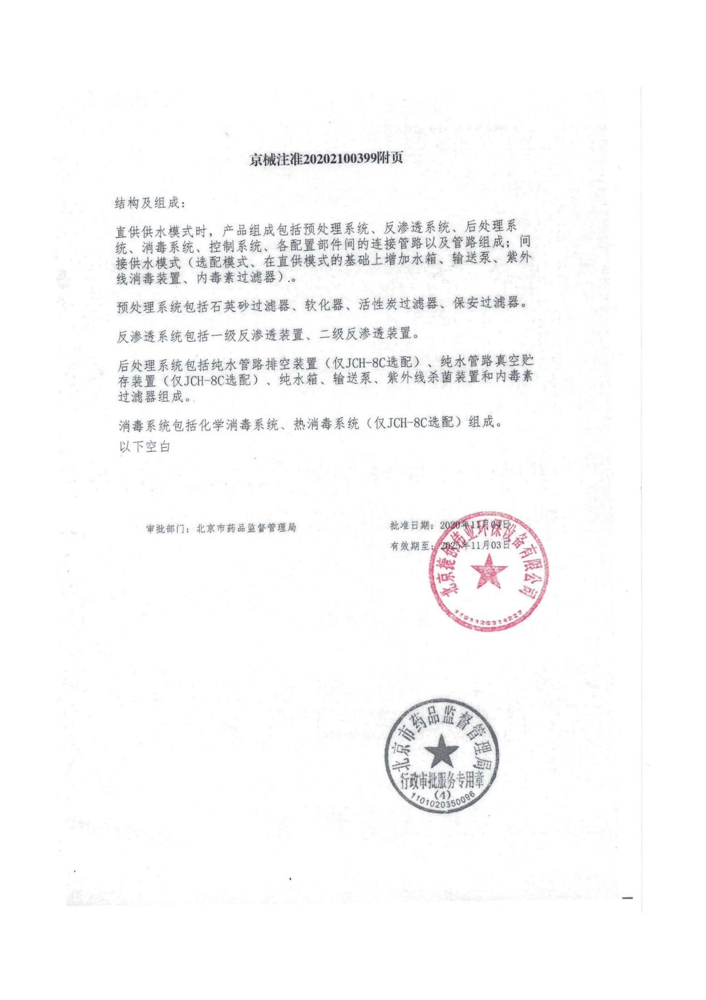 京械注准20202100399附页
结构及组成：
直供供水模式时，产品组成包括预处理系统、反渗透系统、后处理系
统、消毒系统、控制系统、各配置部件间的连接管路以及管路组成；间
接供水模式（选配模式、在直供模式的基础上增加水箱、输送泵、紫外
线消毒装置、内毒素过滤器）.。
预处理系统包括石英砂过滤器、软化器、活性炭过滤器、保安过滤器。
反渗透系统包括一级反渗透装置、二级反渗透装置。
后处理系统包括纯水管路排空装置（仅JCH-8C选配）、纯水管路真空贮
存装置（仅JCH-8C选配）、纯水箱、输送泵、紫外线杀菌装置和内毒素
过滤器组成。
消毒系统包括化学消毒系统、热消毒系统（仅JCH-8C选配）组成。
以下空白
审批部门：北京市药品监督管理局
批准日期：2020年11月04日
有效期至：2025年11月03日
北京捷创伟业环保设备有限公司
1101120314227
北京市药品监督管理局
行政审批服务专用章
(4)
1101020350096